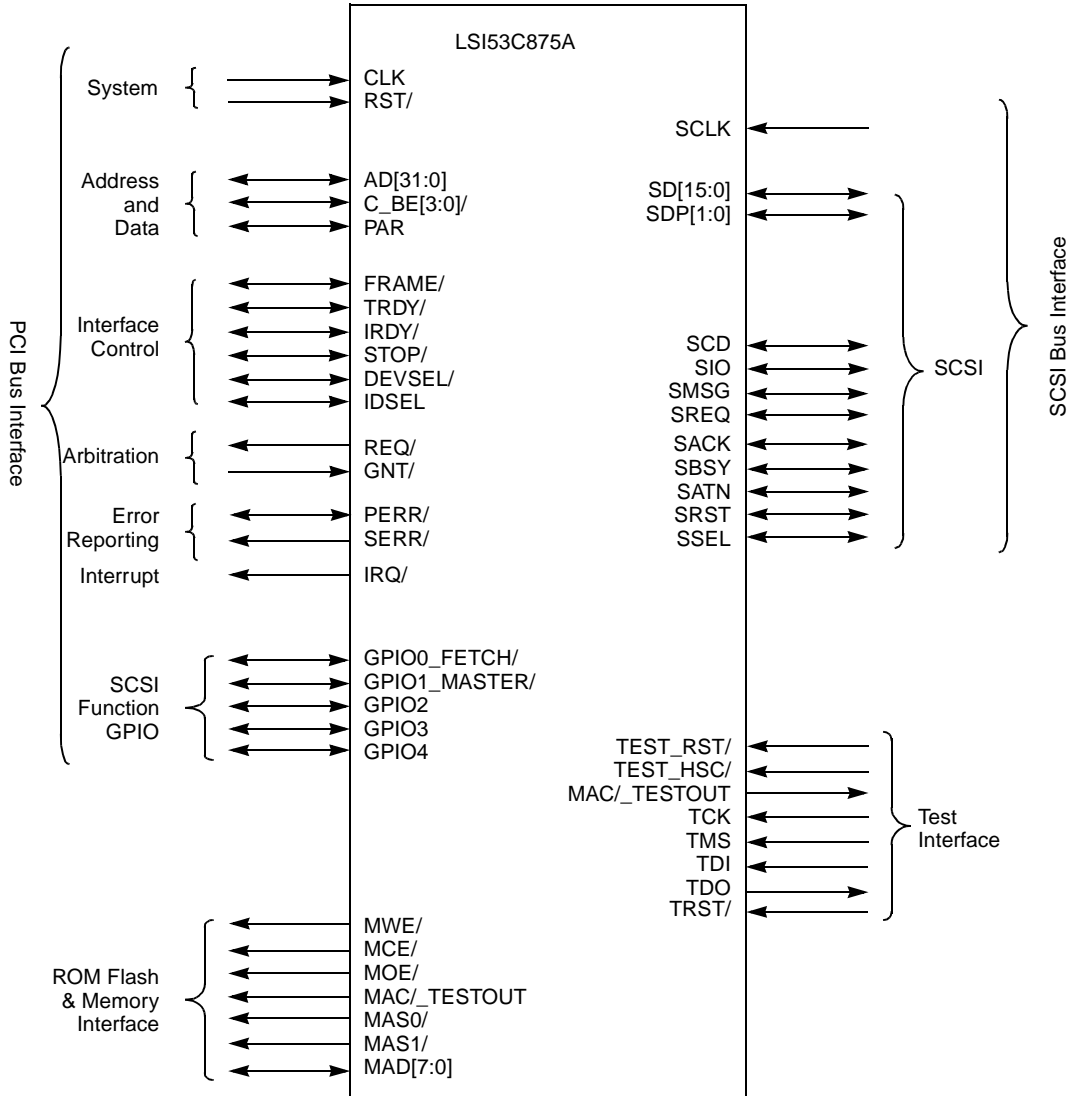 LSI53C875A
PCI Bus Interface
System
CLK
RST/
Address
and
Data
AD[31:0]
C_BE[3:0]/
PAR
Interface
Control
FRAME/
TRDY/
IRDY/
STOP/
DEVSEL/
IDSEL
Arbitration
REQ/
GNT/
Error
Reporting
PERR/
SERR/
Interrupt
IRQ/
SCSI
Function
GPIO
GPIO0_FETCH/
GPIO1_MASTER/
GPIO2
GPIO3
GPIO4
ROM Flash
& Memory
Interface
MWE/
MCE/
MOE/
MAC/_TESTOUT
MAS0/
MAS1/
MAD[7:0]
SCLK
SD[15:0]
SDP[1:0]
SCD
SIO
SMSG
SREQ
SACK
SBSY
SATN
SRST
SSEL
SCSI
SCSI Bus Interface
TEST_RST/
TEST_HSC/
MAC/_TESTOUT
TCK
TMS
TDI
TDO
TRST/
Test
Interface